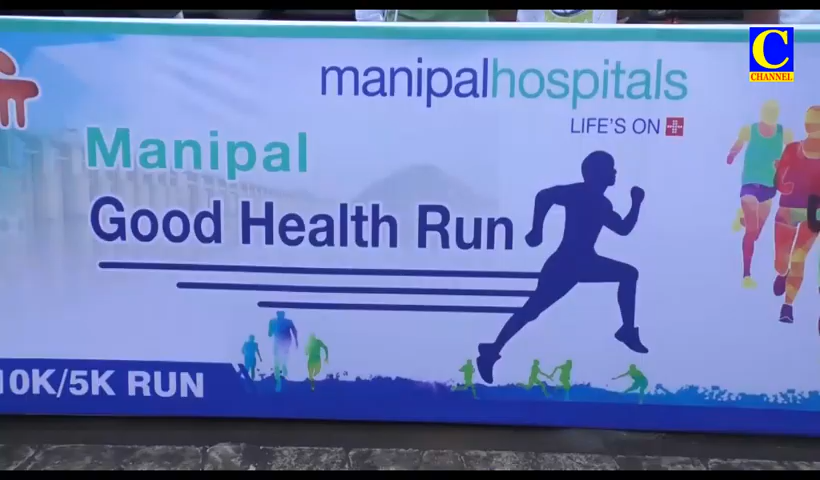 C
CHANNEL
manipalhospitals
LIFE'S ON
Manipal
Good Health Run
10K/5K RUN